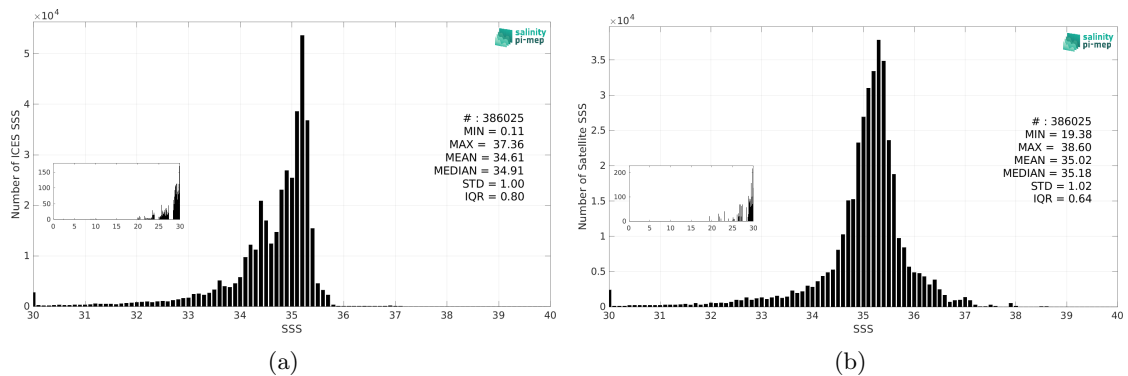 ×10⁴
salinity
pi-mep
5
4
3
2
1
0
Number of ICES SSS
# : 386025
MIN = 0.11
MAX = 37.36
MEAN = 34.61
MEDIAN = 34.91
STD = 1.00
IQR = 0.80
150
100
50
0
0 5 10 15 20 25 30
30 31 32 33 34 35 36 37 38 39 40
SSS
(a)
×10⁴
salinity
pi-mep
3.5
3
2.5
2
1.5
1
0.5
0
Number of Satellite SSS
# : 386025
MIN = 19.38
MAX = 38.60
MEAN = 35.02
MEDIAN = 35.18
STD = 1.02
IQR = 0.64
200
100
0
0 5 10 15 20 25 30
30 31 32 33 34 35 36 37 38 39 40
SSS
(b)